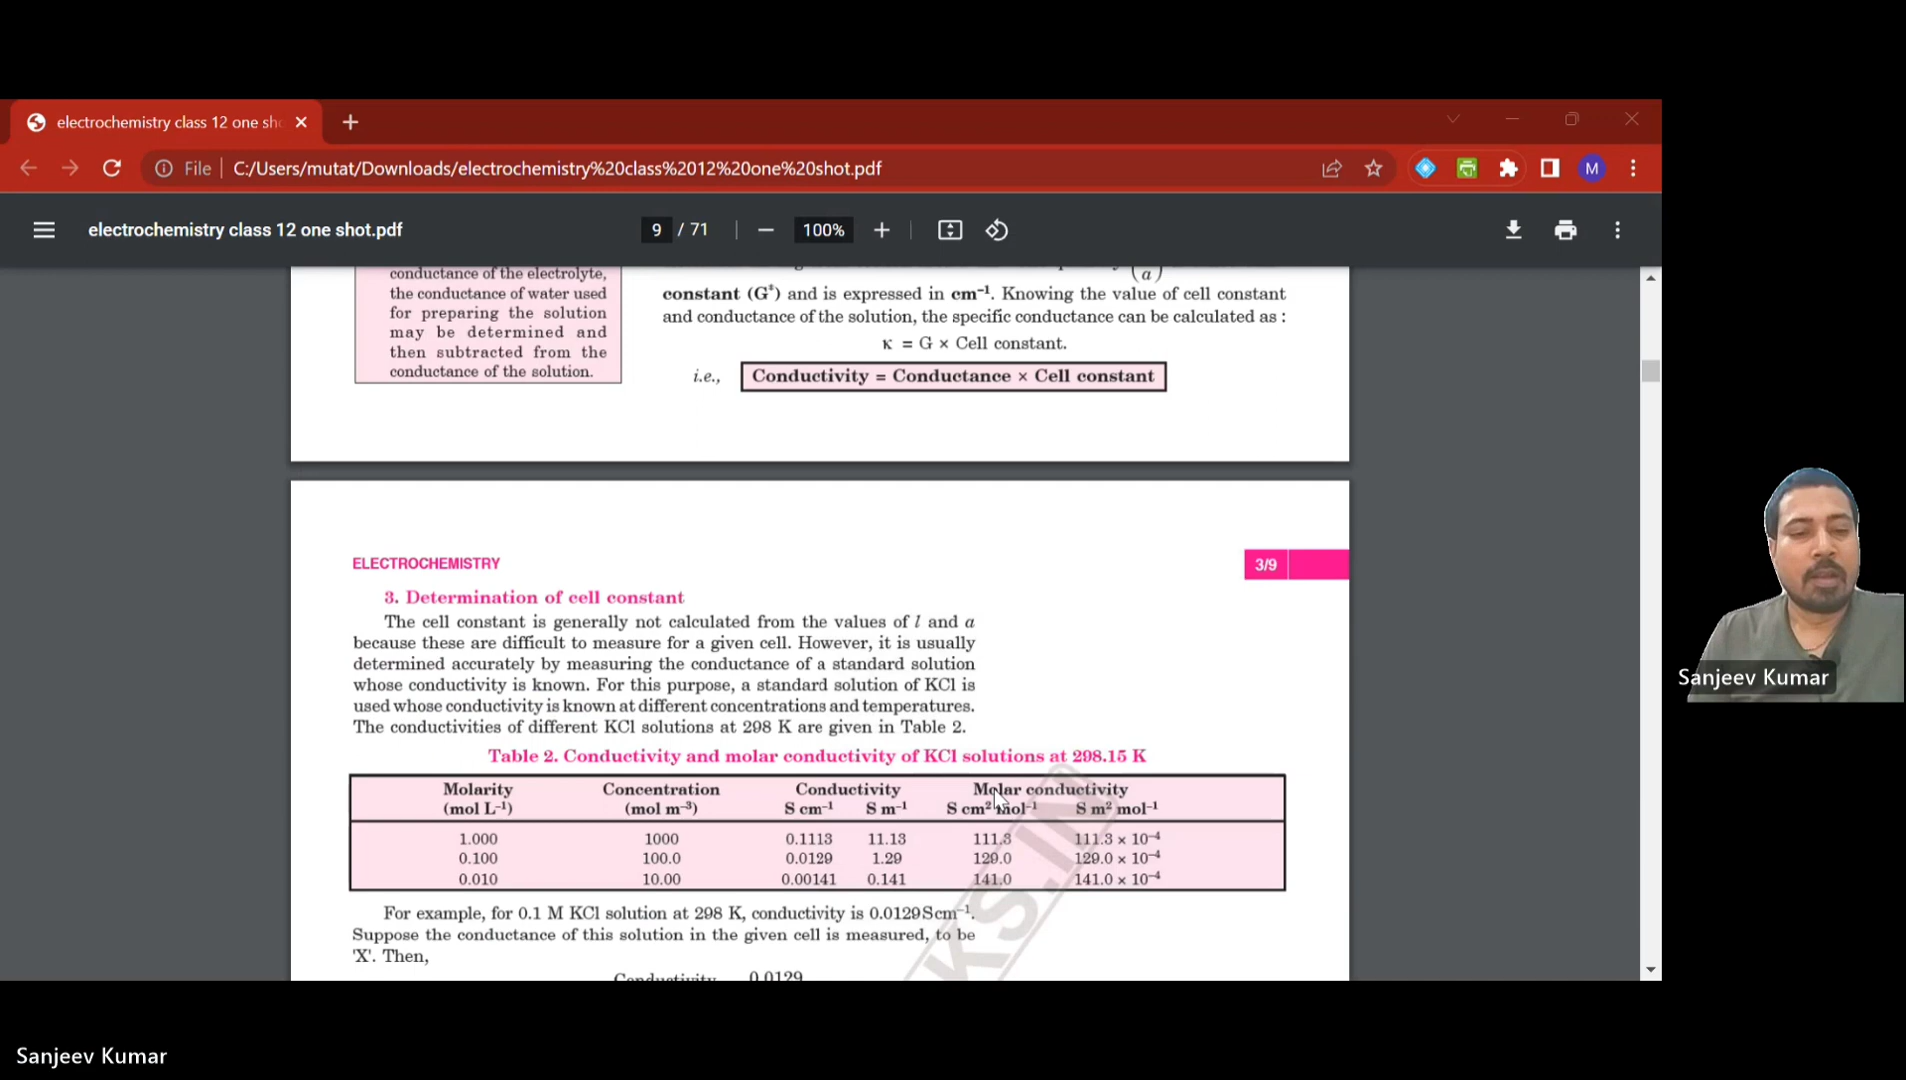 electrochemistry class 12 one sh
File
C:/Users/mutat/Downloads/electrochemistry%20class%2012%20one%20shot.pdf
M
electrochemistry class 12 one shot.pdf
9 / 71
100%
conductance of the electrolyte,
the conductance of water used
for preparing the solution
may be determined and
then subtracted from the
conductance of the solution.
(a)
constant (G*) and is expressed in cm⁻¹. Knowing the value of cell constant
and conductance of the solution, the specific conductance can be calculated as :
κ = G × Cell constant.
i.e., Conductivity = Conductance × Cell constant
ELECTROCHEMISTRY
3/9
3. Determination of cell constant
The cell constant is generally not calculated from the values of l and a
because these are difficult to measure for a given cell. However, it is usually
determined accurately by measuring the conductance of a standard solution
whose conductivity is known. For this purpose, a standard solution of KCl is
used whose conductivity is known at different concentrations and temperatures.
The conductivities of different KCl solutions at 298 K are given in Table 2.
Table 2. Conductivity and molar conductivity of KCl solutions at 298.15 K
Molarity Concentration Conductivity Molar conductivity
(mol L⁻¹) (mol m⁻³) S cm⁻¹ S m⁻¹ S cm² mol⁻¹ S m² mol⁻¹
1.000 1000 0.1113 11.13 111.3 111.3 × 10⁻⁴
0.100 100.0 0.0129 1.29 129.0 129.0 × 10⁻⁴
0.010 10.00 0.00141 0.141 141.0 141.0 × 10⁻⁴
For example, for 0.1 M KCl solution at 298 K, conductivity is 0.0129 S cm⁻¹.
Suppose the conductance of this solution in the given cell is measured, to be
'X'. Then,
Conductivity 0.0129
KS.IN
Sanjeev Kumar
Sanjeev Kumar